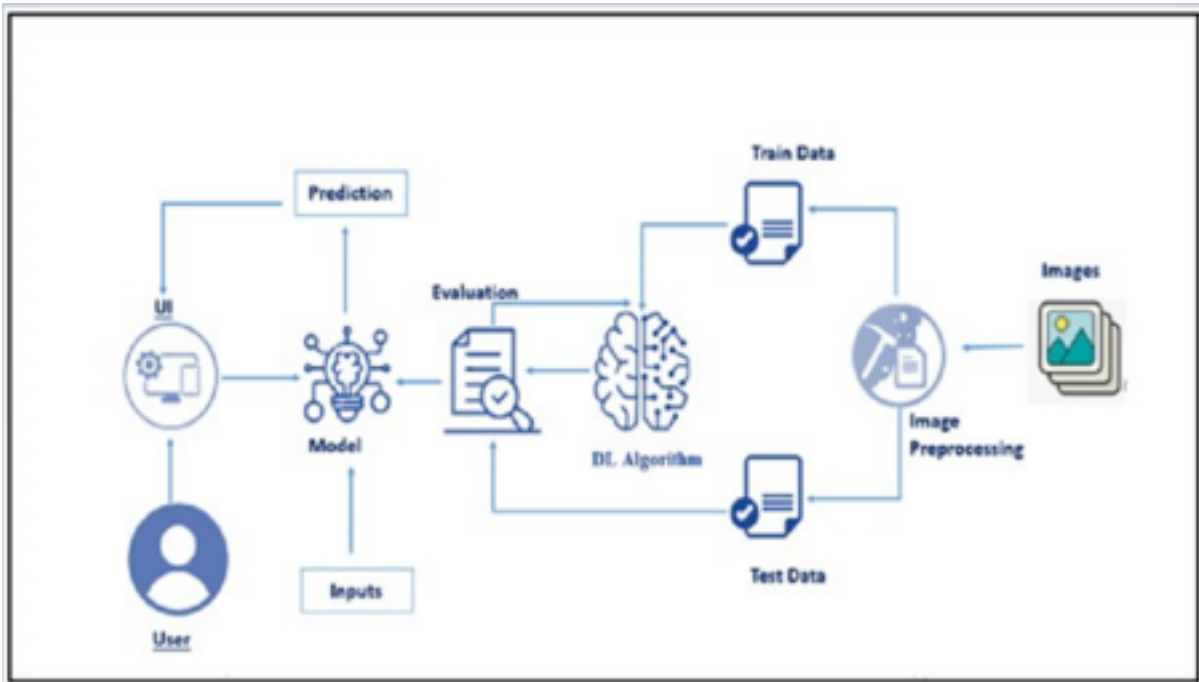 Train Data
Prediction
Images
Evaluation
UI
Image
Preprocessing
Model
DL Algorithm
Test Data
Inputs
User